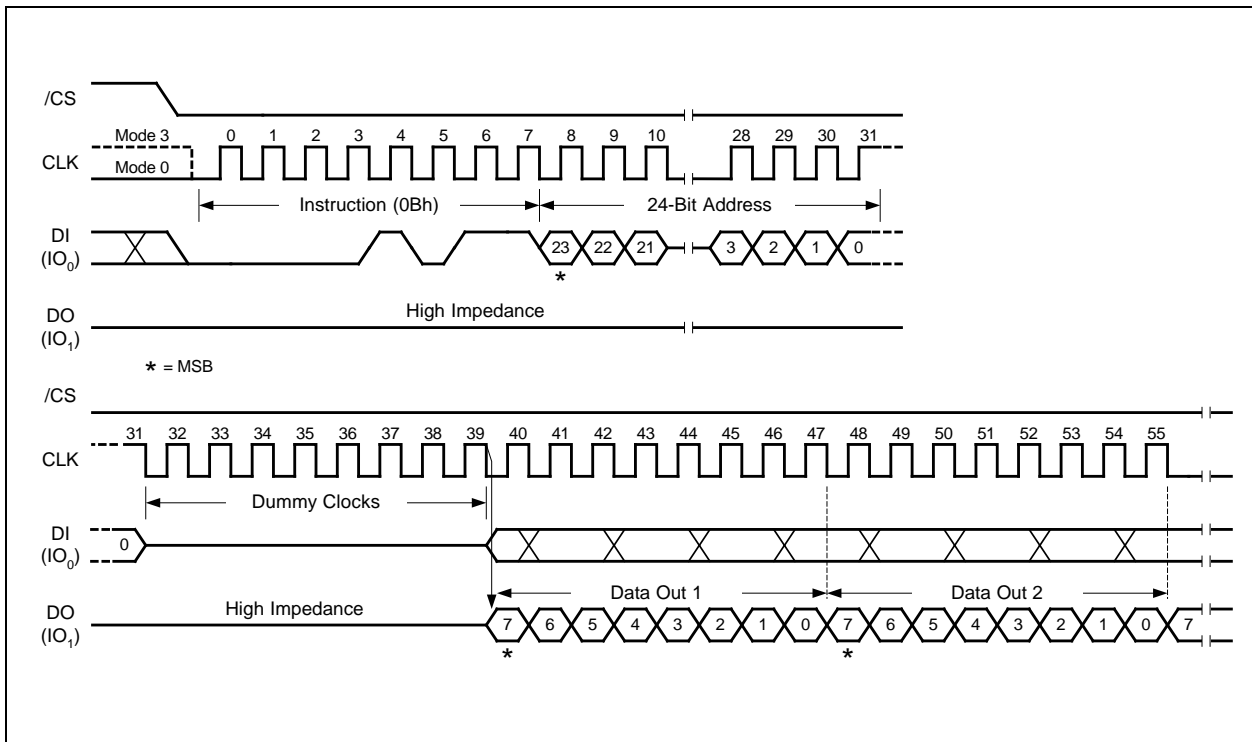 /CS
Mode 3 0 1 2 3 4 5 6 7 8 9 10 28 29 30 31
CLK Mode 0
Instruction (0Bh) 24-Bit Address
DI
(IO0) 23 22 21 3 2 1 0
*
High Impedance
DO
(IO1)
* = MSB
/CS
31 32 33 34 35 36 37 38 39 40 41 42 43 44 45 46 47 48 49 50 51 52 53 54 55
CLK
Dummy Clocks
DI
(IO0) 0
Data Out 1 Data Out 2
High Impedance
DO
(IO1) 7 6 5 4 3 2 1 0 7 6 5 4 3 2 1 0 7
* *